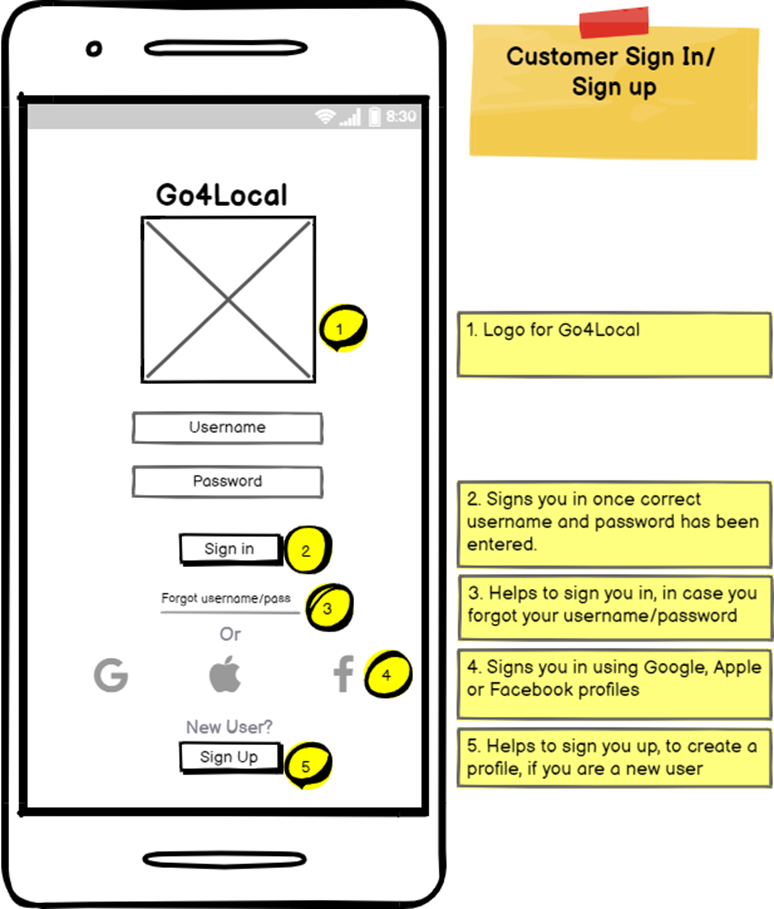 Customer Sign In/
Sign up
8:30
Go4Local
1
1. Logo for Go4Local
Username
Password
Sign in
2
2. Signs you in once correct
username and password has been
entered.
Forgot username/pass
3
3. Helps to sign you in, in case you
forgot your username/password
Or
G
f
4
4. Signs you in using Google, Apple
or Facebook profiles
New User?
Sign Up
5
5. Helps to sign you up, to create a
profile, if you are a new user